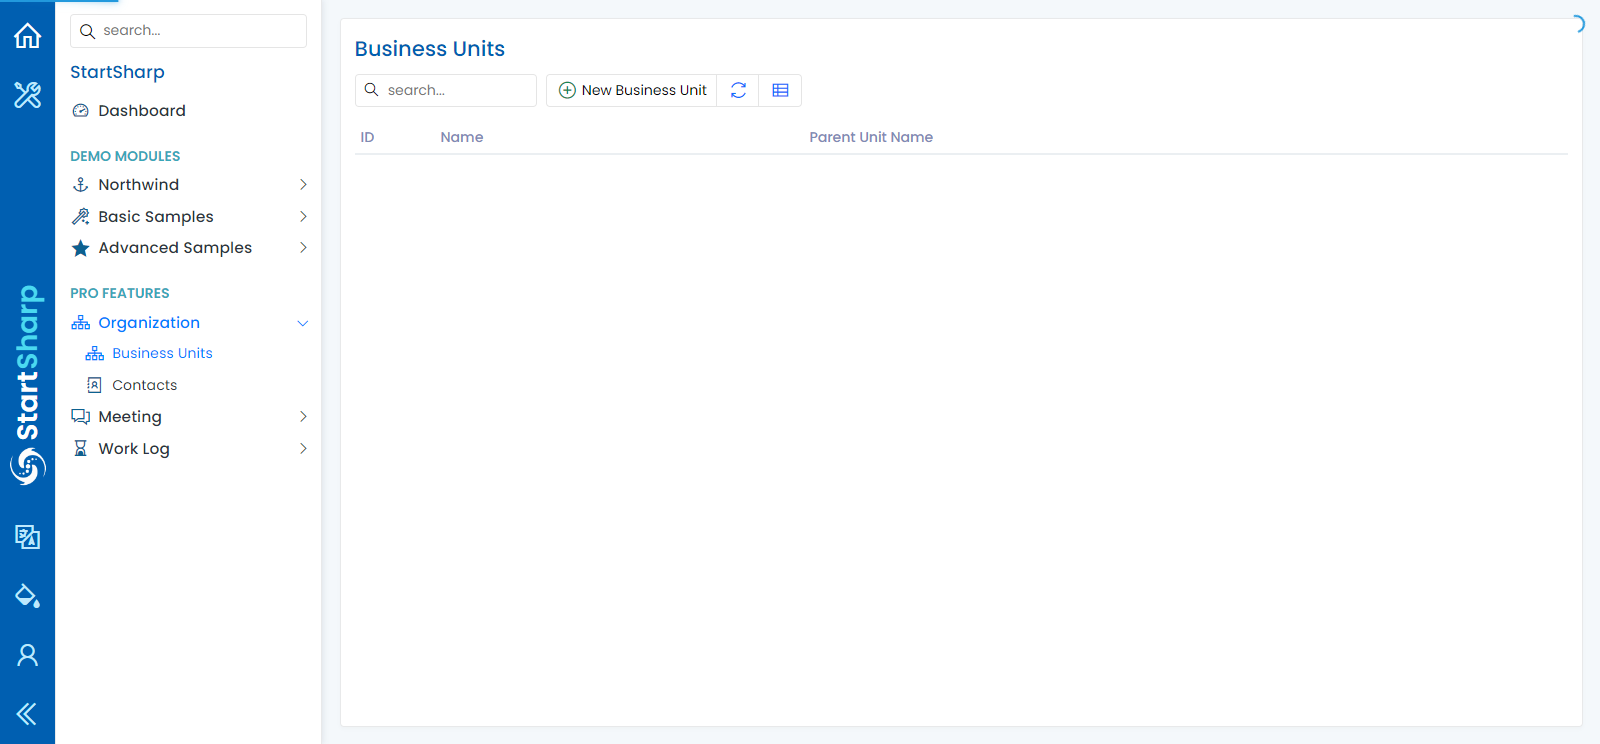 search...
StartSharp
Dashboard
DEMO MODULES
Northwind
Basic Samples
Advanced Samples
PRO FEATURES
Organization
Business Units
Contacts
Meeting
Work Log
StartSharp
Business Units
search...
New Business Unit
ID Name Parent Unit Name